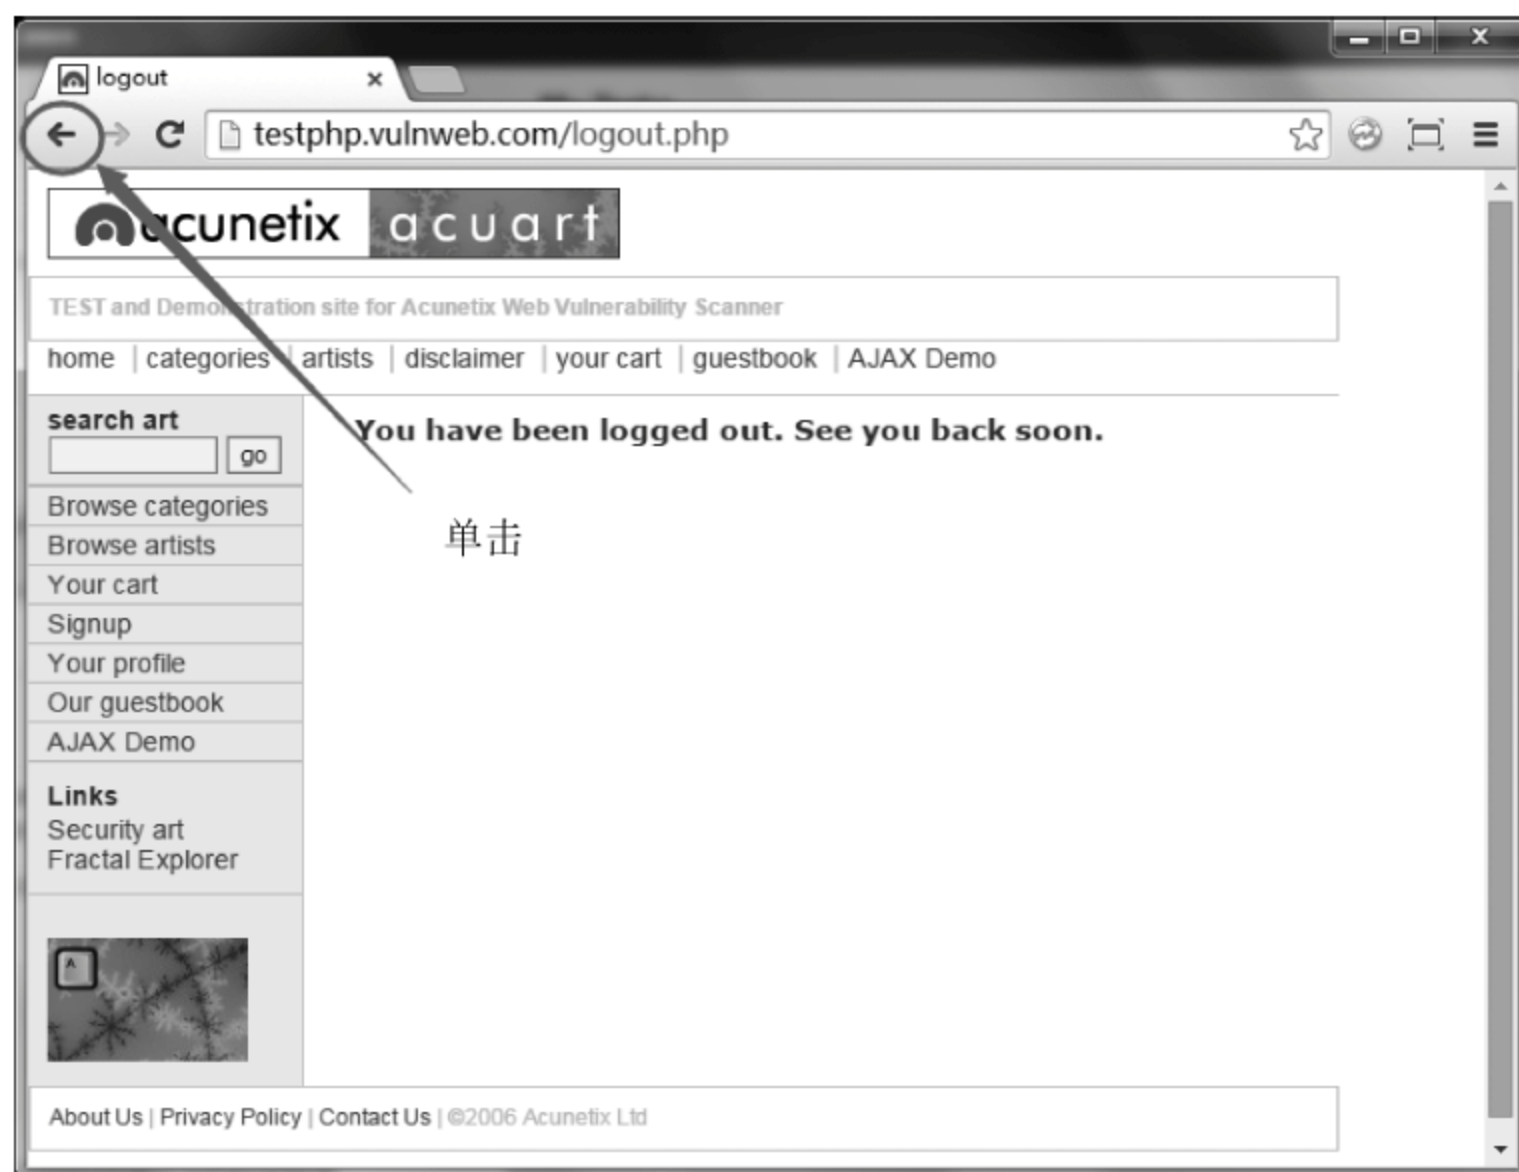 logout
testphp.vulnweb.com/logout.php
acunetix acuart
TEST and Demonstration site for Acunetix Web Vulnerability Scanner
home | categories | artists | disclaimer | your cart | guestbook | AJAX Demo
search art
go
Browse categories
Browse artists
Your cart
Signup
Your profile
Our guestbook
AJAX Demo
Links
Security art
Fractal Explorer
A
You have been logged out. See you back soon.
单击
About Us | Privacy Policy | Contact Us | ©2006 Acunetix Ltd